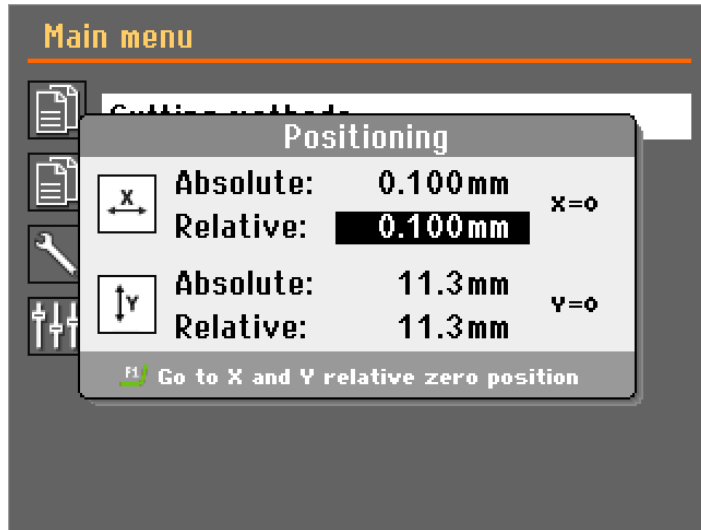 Main menu
Positioning
X
Absolute: 0.100mm
Relative: 0.100mm
X=0
Y
Absolute: 11.3mm
Relative: 11.3mm
Y=0
F1 Go to X and Y relative zero position